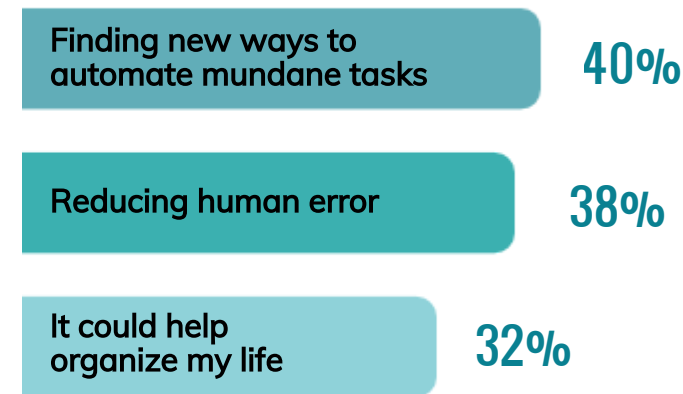 Finding new ways to
automate mundane tasks
40%
Reducing human error
38%
It could help
organize my life
32%